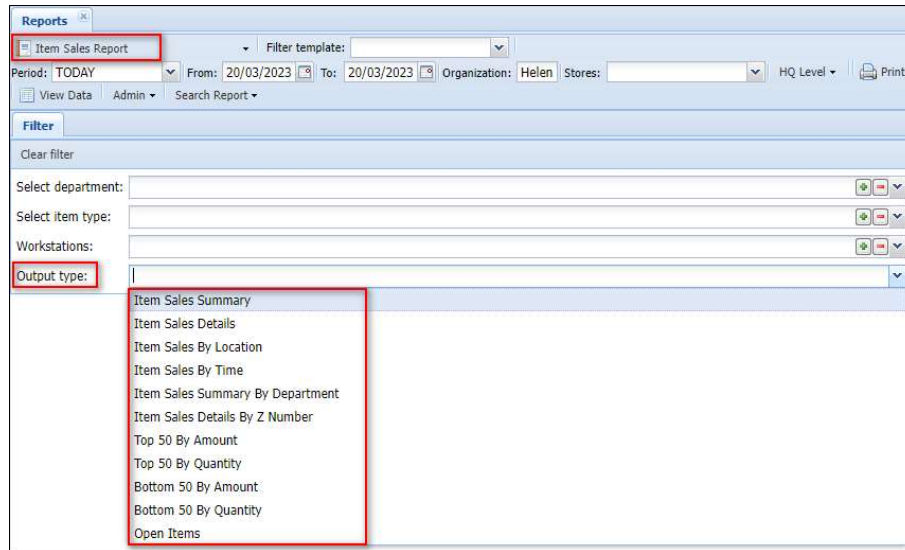 Reports
Item Sales Report Filter template:
Period: TODAY From: 20/03/2023 To: 20/03/2023 Organization: Helen Stores: HQ Level Print
View Data Admin Search Report
Filter
Clear filter
Select department:
Select item type:
Workstations:
Output type:
Item Sales Summary
Item Sales Details
Item Sales By Location
Item Sales By Time
Item Sales Summary By Department
Item Sales Details By Z Number
Top 50 By Amount
Top 50 By Quantity
Bottom 50 By Amount
Bottom 50 By Quantity
Open Items